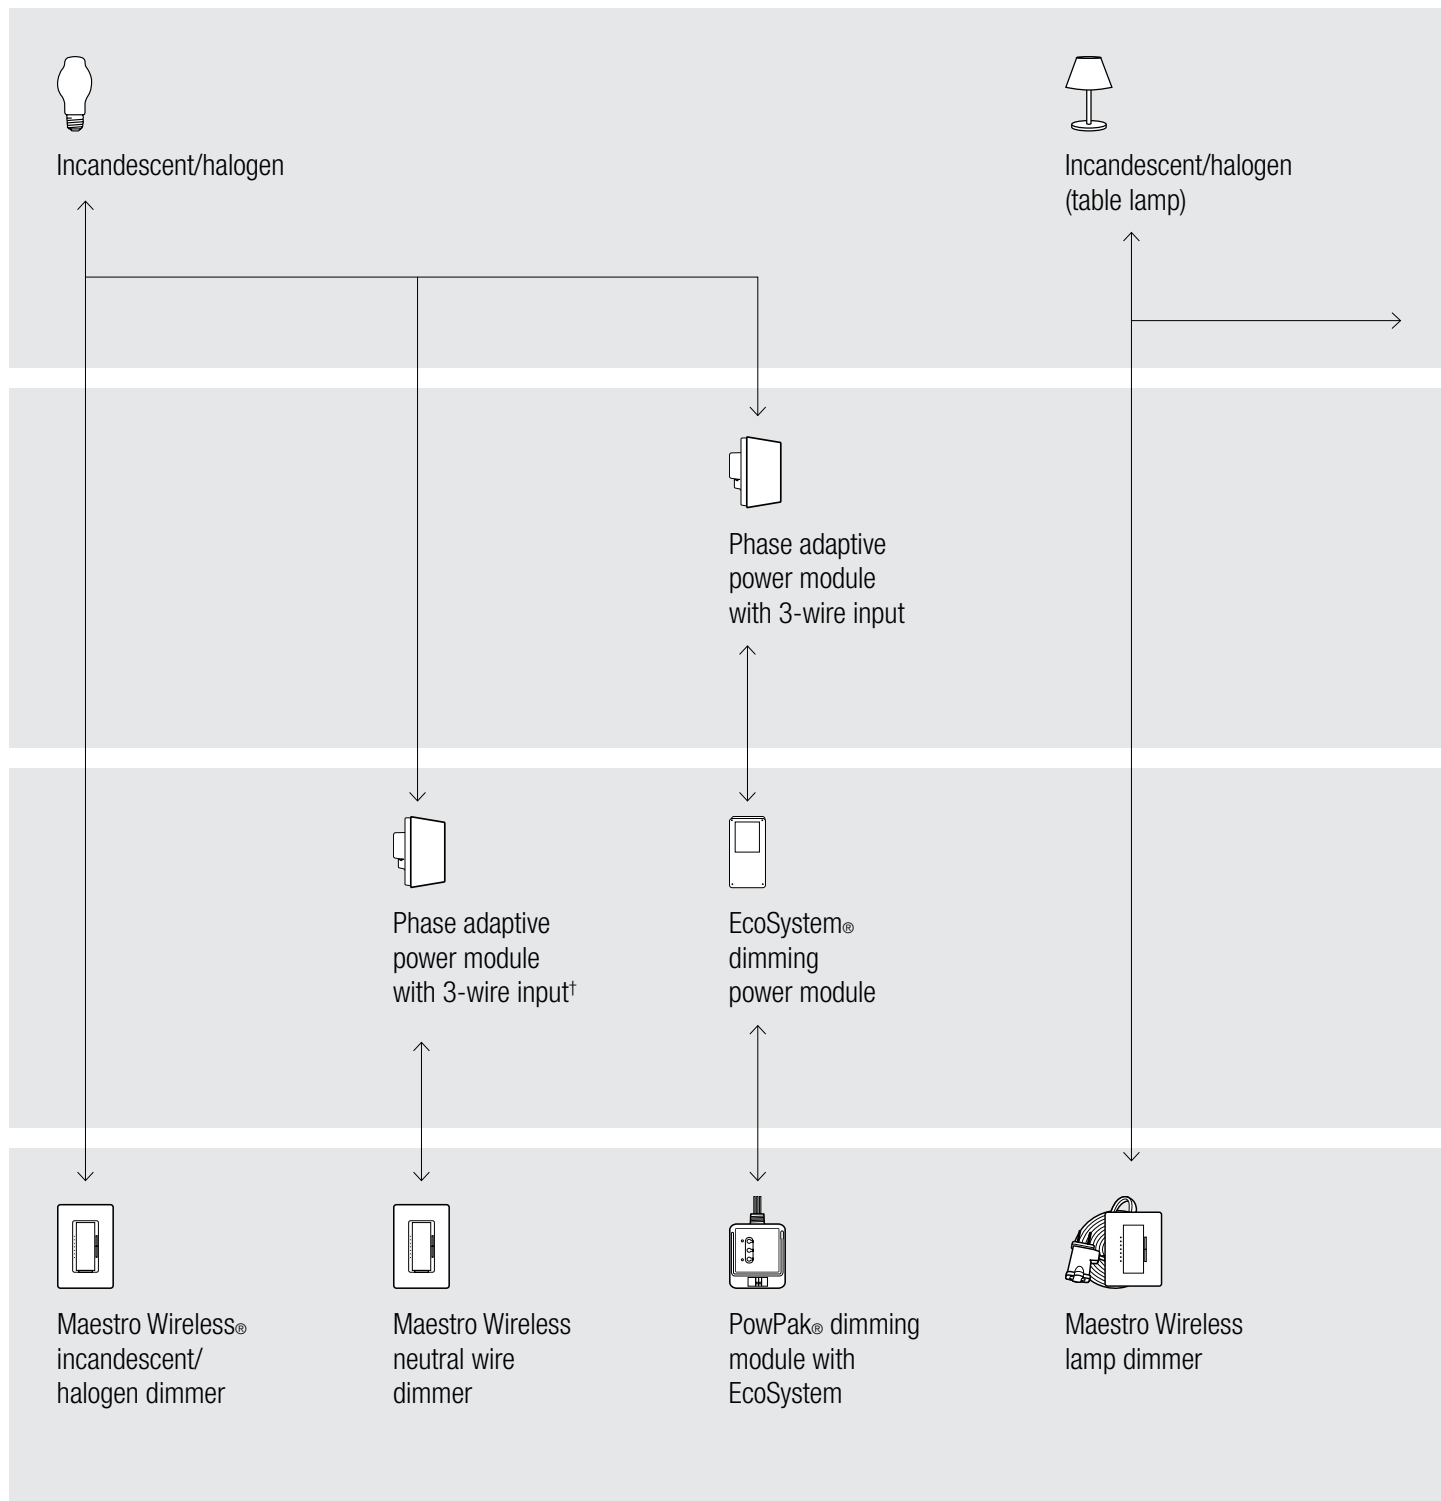 Incandescent/halogen
Incandescent/halogen
(table lamp)
Phase adaptive
power module
with 3-wire input
Phase adaptive
power module
with 3-wire input†
EcoSystem®
dimming
power module
Maestro Wireless®
incandescent/
halogen dimmer
Maestro Wireless
neutral wire
dimmer
PowPak® dimming
module with
EcoSystem
Maestro Wireless
lamp dimmer